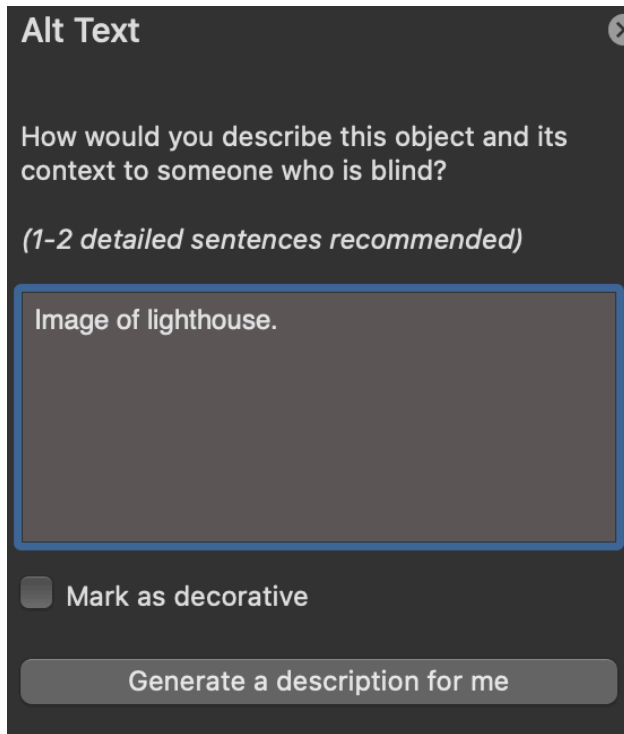 Alt Text
How would you describe this object and its
context to someone who is blind?
(1-2 detailed sentences recommended)
Image of lighthouse.
Mark as decorative
Generate a description for me